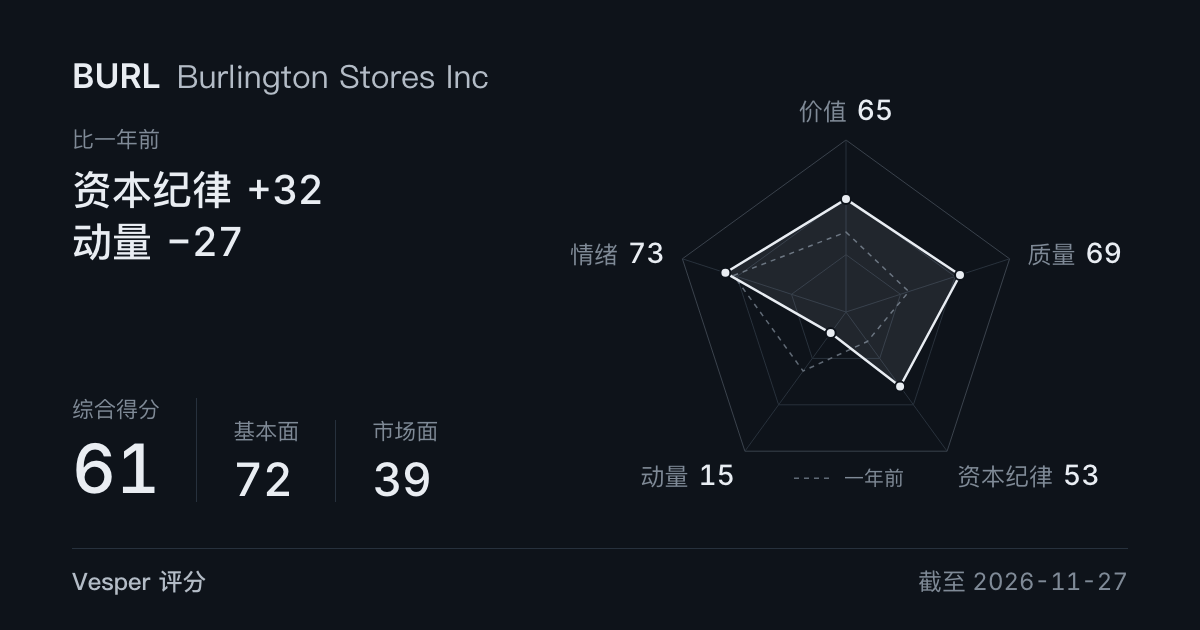 BURL Burlington Stores Inc
比一年前
资本纪律 +32
动量 −27
价值 65
情绪 73
质量 69
动量 15
一年前
资本纪律 53
综合得分
61
基本面
72
市场面
39
Vesper 评分
截至 2026-11-27